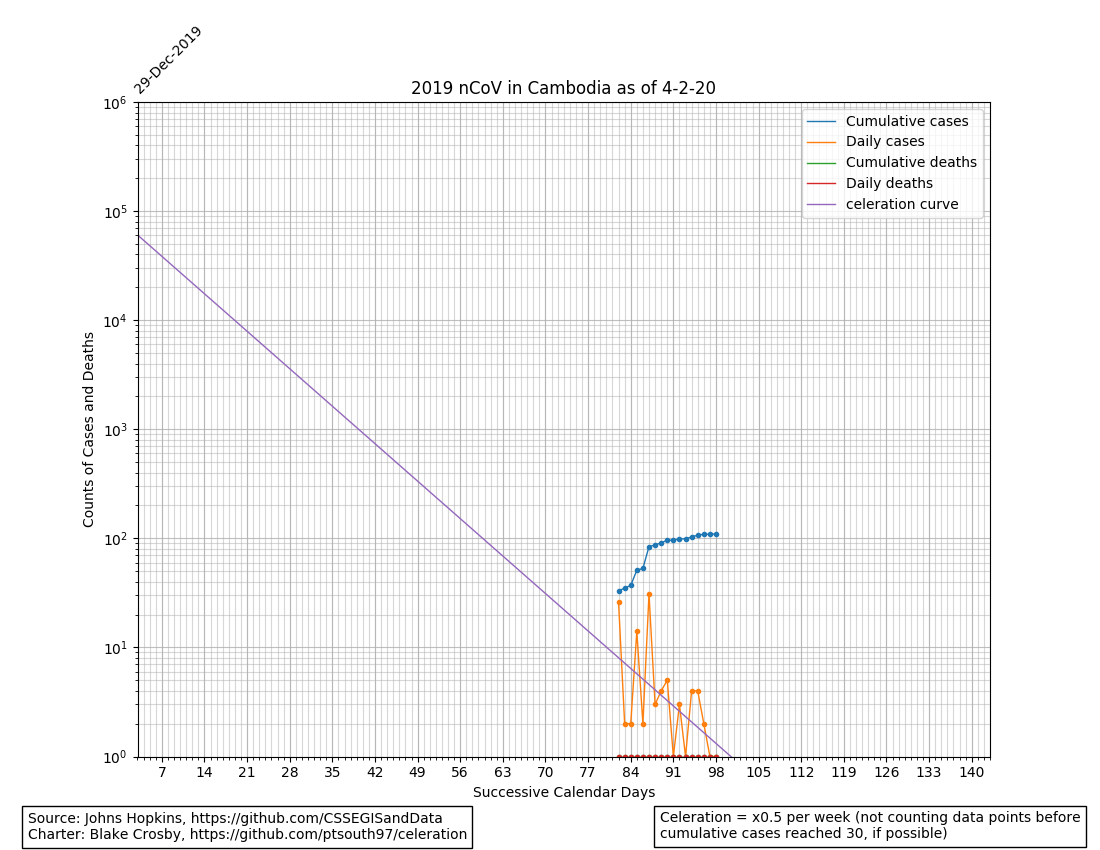 29-Dec-2019
2019 nCoV in Cambodia as of 4-2-20
10^6
10^5
10^4
10^3
10^2
10^1
10^0
Counts of Cases and Deaths
Cumulative cases
Daily cases
Cumulative deaths
Daily deaths
celeration curve
7 14 21 28 35 42 49 56 63 70 77 84 91 98 105 112 119 126 133 140
Successive Calendar Days
Source: Johns Hopkins, https://github.com/CSSEGISandData
Charter: Blake Crosby, https://github.com/ptsouth97/celeration
Celeration = x0.5 per week (not counting data points before
cumulative cases reached 30, if possible)